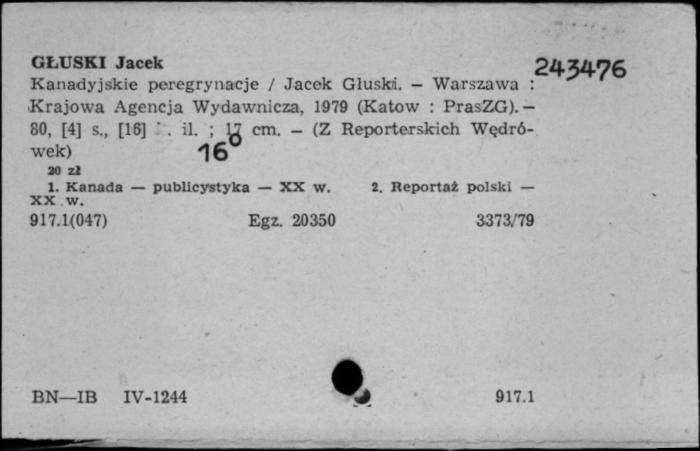 GŁUSKI Jacek
243476
Kanadyjskie peregrynacje / Jacek Głuski. — Warszawa :
Krajowa Agencja Wydawnicza, 1979 (Katow : PrasZG).—
80, [4] s., [16] . il. ; 17 cm. — (Z Reporterskich Wędró-
wek)
16°
20 zł
1. Kanada — publicystyka — XX w. 2. Reportaż polski —
XX w.
917.1(047) Egz. 20350 3373/79
BN—IB IV-1244 917.1